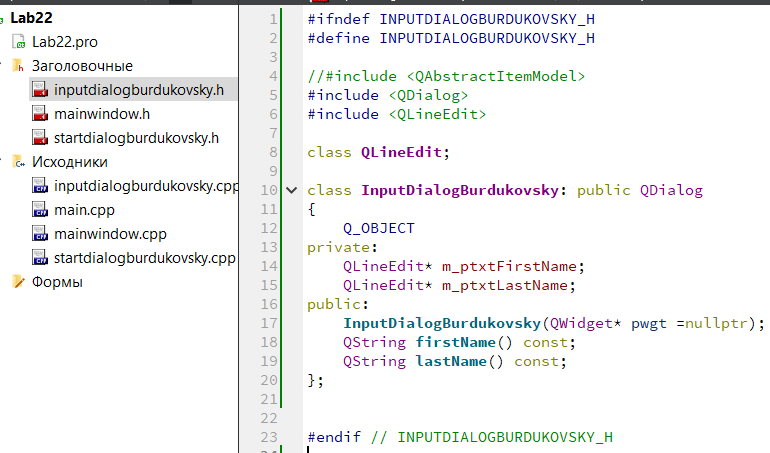 Lab22
Lab22.pro
Заголовочные
inputdialogburdukovsky.h
mainwindow.h
startdialogburdukovsky.h
Исходники
inputdialogburdukovsky.cpp
main.cpp
mainwindow.cpp
startdialogburdukovsky.cpp
Формы
1 #ifndef INPUTDIALOGBURDUKOVSKY_H
2 #define INPUTDIALOGBURDUKOVSKY_H
3
4 //#include <QAbstractItemModel>
5 #include <QDialog>
6 #include <QLineEdit>
7
8 class QLineEdit;
9
10 class InputDialogBurdukovsky: public QDialog
11 {
12     Q_OBJECT
13 private:
14     QLineEdit* m_ptxtFirstName;
15     QLineEdit* m_ptxtLastName;
16 public:
17     InputDialogBurdukovsky(QWidget* pwgt =nullptr);
18     QString firstName() const;
19     QString lastName() const;
20 };
21
22
23 #endif // INPUTDIALOGBURDUKOVSKY_H